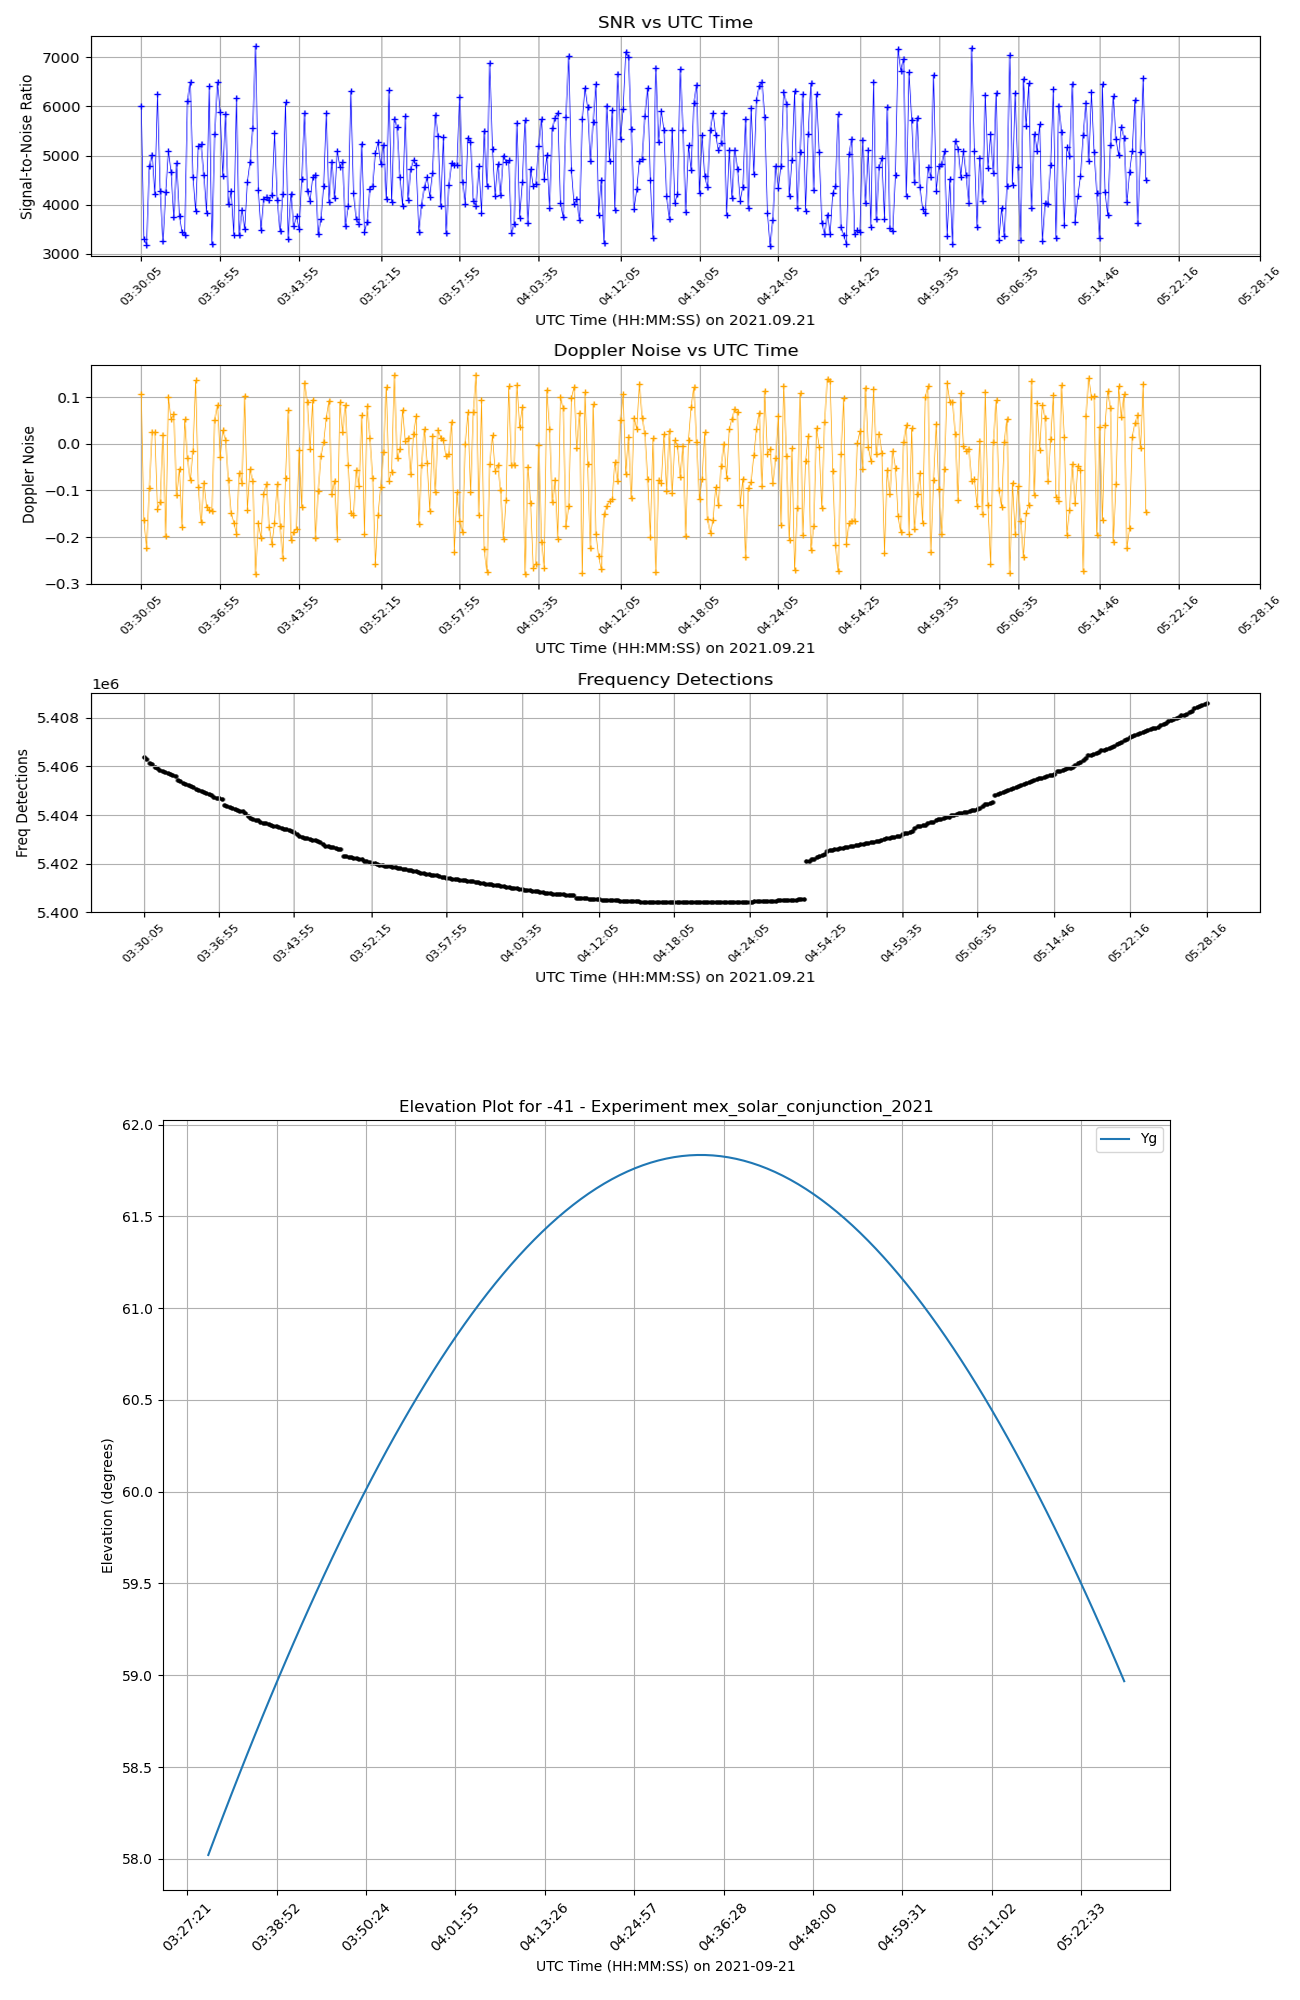 SNR vs UTC Time
Signal-to-Noise Ratio
7000
6000
5000
4000
3000
03:30:05 03:36:55 03:43:55 03:52:15 03:57:55 04:03:35 04:12:05 04:18:05 04:24:05 04:54:25 04:59:35 05:06:35 05:14:46 05:22:16 05:28:16
UTC Time (HH:MM:SS) on 2021.09.21
Doppler Noise vs UTC Time
Doppler Noise
0.1
0.0
−0.1
−0.2
−0.3
03:30:05 03:36:55 03:43:55 03:52:15 03:57:55 04:03:35 04:12:05 04:18:05 04:24:05 04:54:25 04:59:35 05:06:35 05:14:46 05:22:16 05:28:16
UTC Time (HH:MM:SS) on 2021.09.21
Frequency Detections
1e6
Freq Detections
5.408
5.406
5.404
5.402
5.400
03:30:05 03:36:55 03:43:55 03:52:15 03:57:55 04:03:35 04:12:05 04:18:05 04:24:05 04:54:25 04:59:35 05:06:35 05:14:46 05:22:16 05:28:16
UTC Time (HH:MM:SS) on 2021.09.21
Elevation Plot for -41 - Experiment mex_solar_conjunction_2021
Yg
Elevation (degrees)
62.0
61.5
61.0
60.5
60.0
59.5
59.0
58.5
58.0
03:27:21 03:38:52 03:50:24 04:01:55 04:13:26 04:24:57 04:36:28 04:48:00 04:59:31 05:11:02 05:22:33
UTC Time (HH:MM:SS) on 2021-09-21